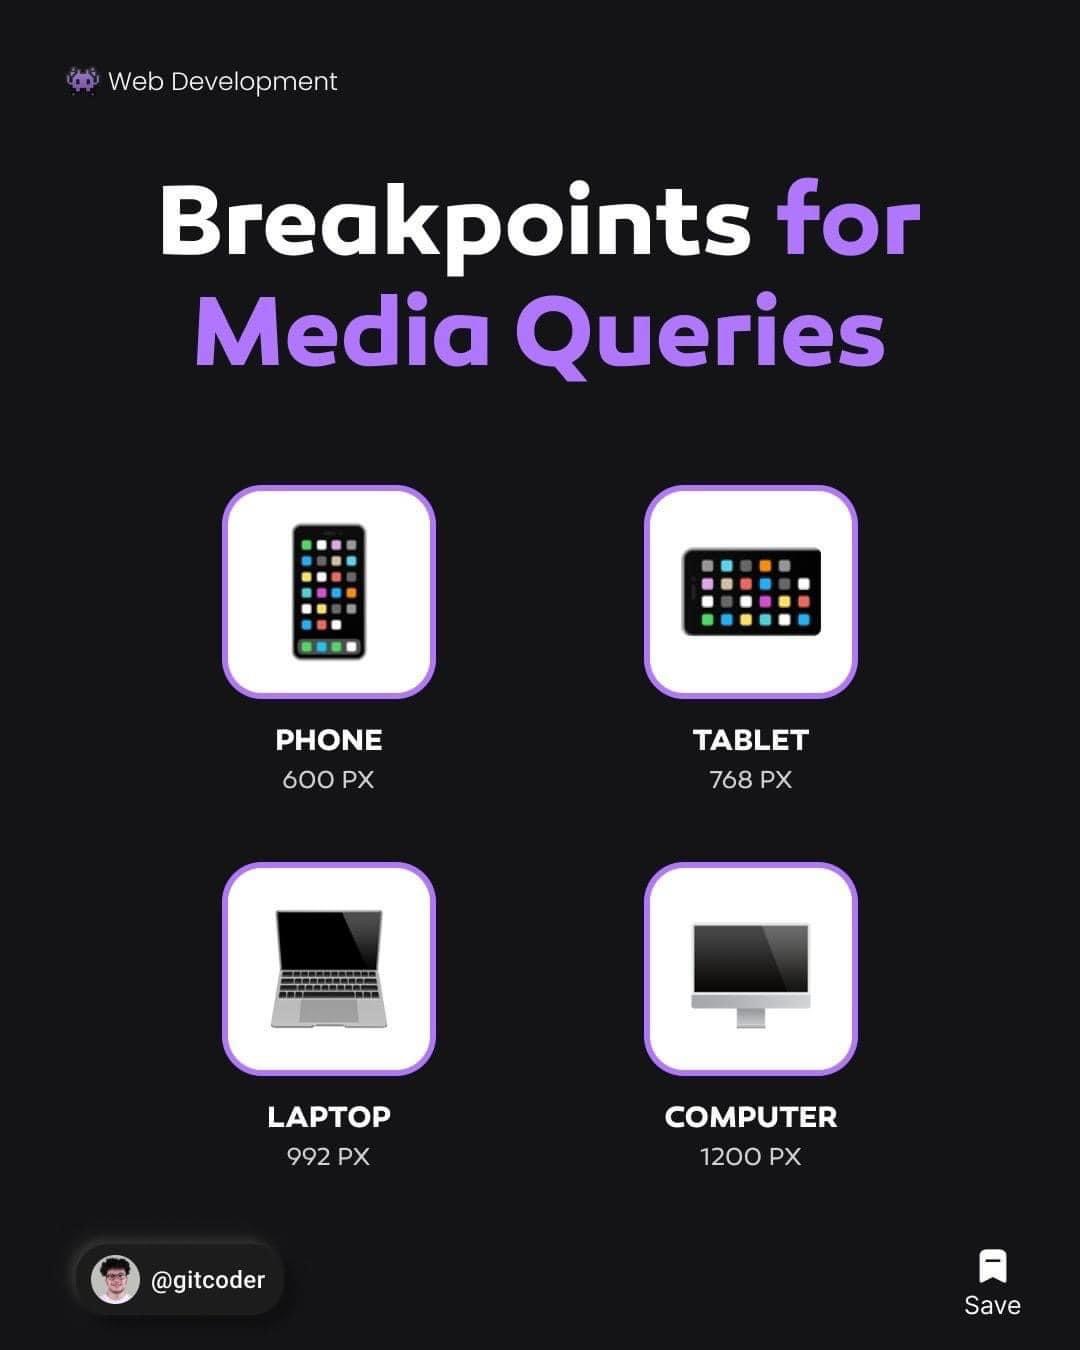 Web Development
Breakpoints for
Media Queries
PHONE
600 PX
TABLET
768 PX
LAPTOP
992 PX
COMPUTER
1200 PX
@gitcoder
Save